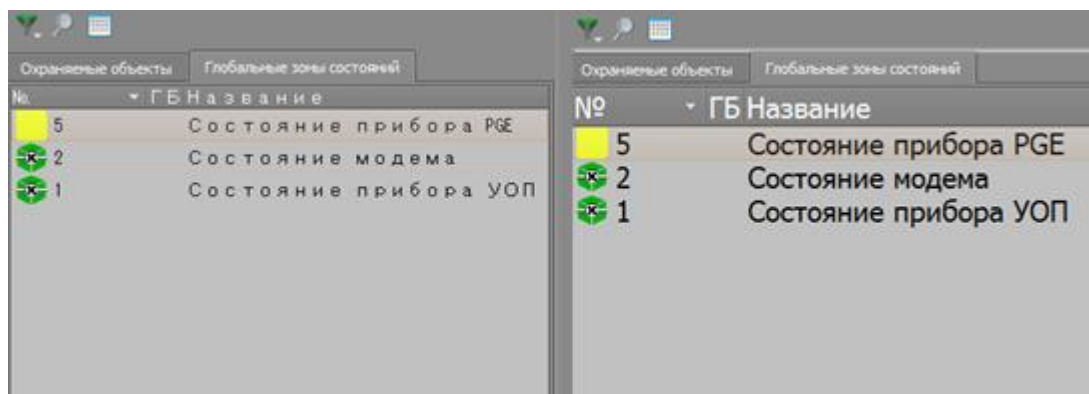 Охраняемые объекты Глобальные зоны состояний
№ ГБ Название
5 Состояние прибора PGE
2 Состояние модема
1 Состояние прибора УОП
Охраняемые объекты Глобальные зоны состояний
№ ГБ Название
5 Состояние прибора PGE
2 Состояние модема
1 Состояние прибора УОП